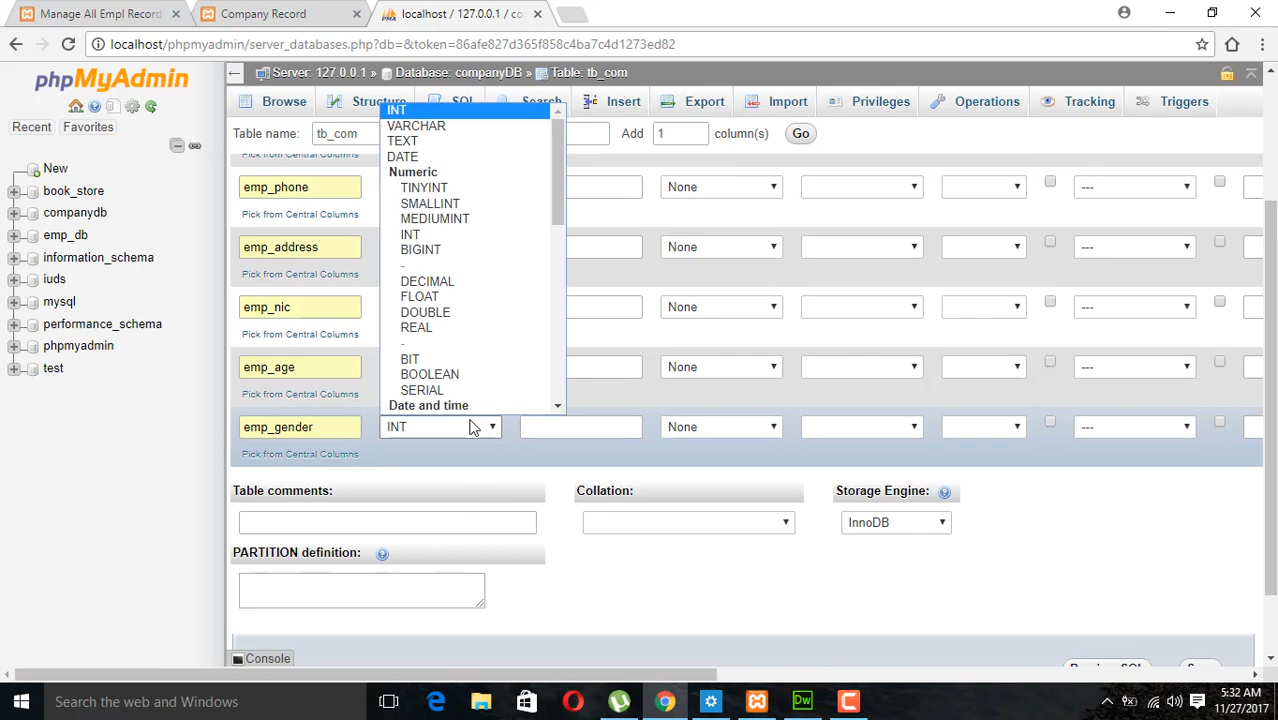 Manage All Empl Record
Company Record
localhost / 127.0.0.1 / co
localhost/phpmyadmin/server_databases.php?db=&token=86afe827d365f858c4ba7c4d1273ed82
phpMyAdmin
Recent
Favorites
New
book_store
companydb
emp_db
information_schema
iuds
mysql
performance_schema
phpmyadmin
test
Server: 127.0.0.1 » Database: companyDB » Table: tb_com
Browse Structure SQL Search Insert Export Import Privileges Operations Tracking Triggers
Table name: tb_com Add 1 column(s) Go
Pick from Central Columns
emp_phone None ---
Pick from Central Columns
emp_address None ---
Pick from Central Columns
emp_nic None ---
Pick from Central Columns
emp_age None ---
Pick from Central Columns
emp_gender INT None ---
Pick from Central Columns
INT
VARCHAR
TEXT
DATE
Numeric
TINYINT
SMALLINT
MEDIUMINT
INT
BIGINT
-
DECIMAL
FLOAT
DOUBLE
REAL
-
BIT
BOOLEAN
SERIAL
Date and time
Table comments: Collation: Storage Engine:
InnoDB
PARTITION definition:
Console
Search the web and Windows
5:32 AM
11/27/2017